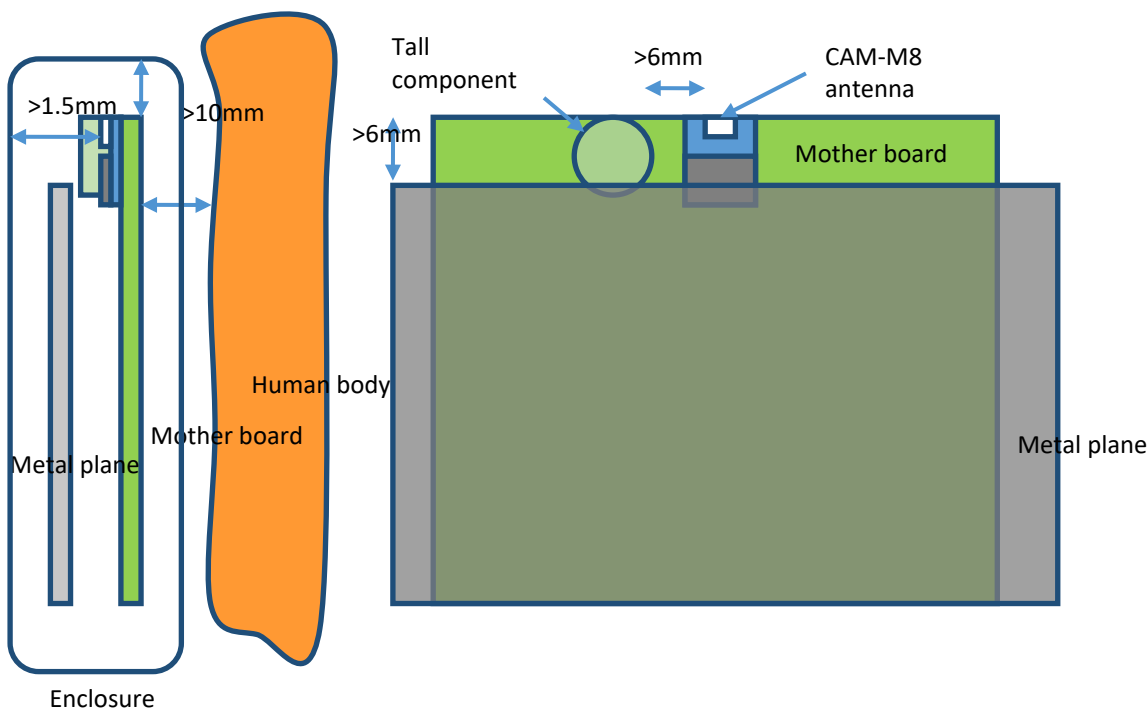 Tall
component
>6mm
CAM-M8
antenna
>1.5mm
>10mm
>6mm
Mother board
Human body
Mother board
Metal plane
Metal plane
Enclosure